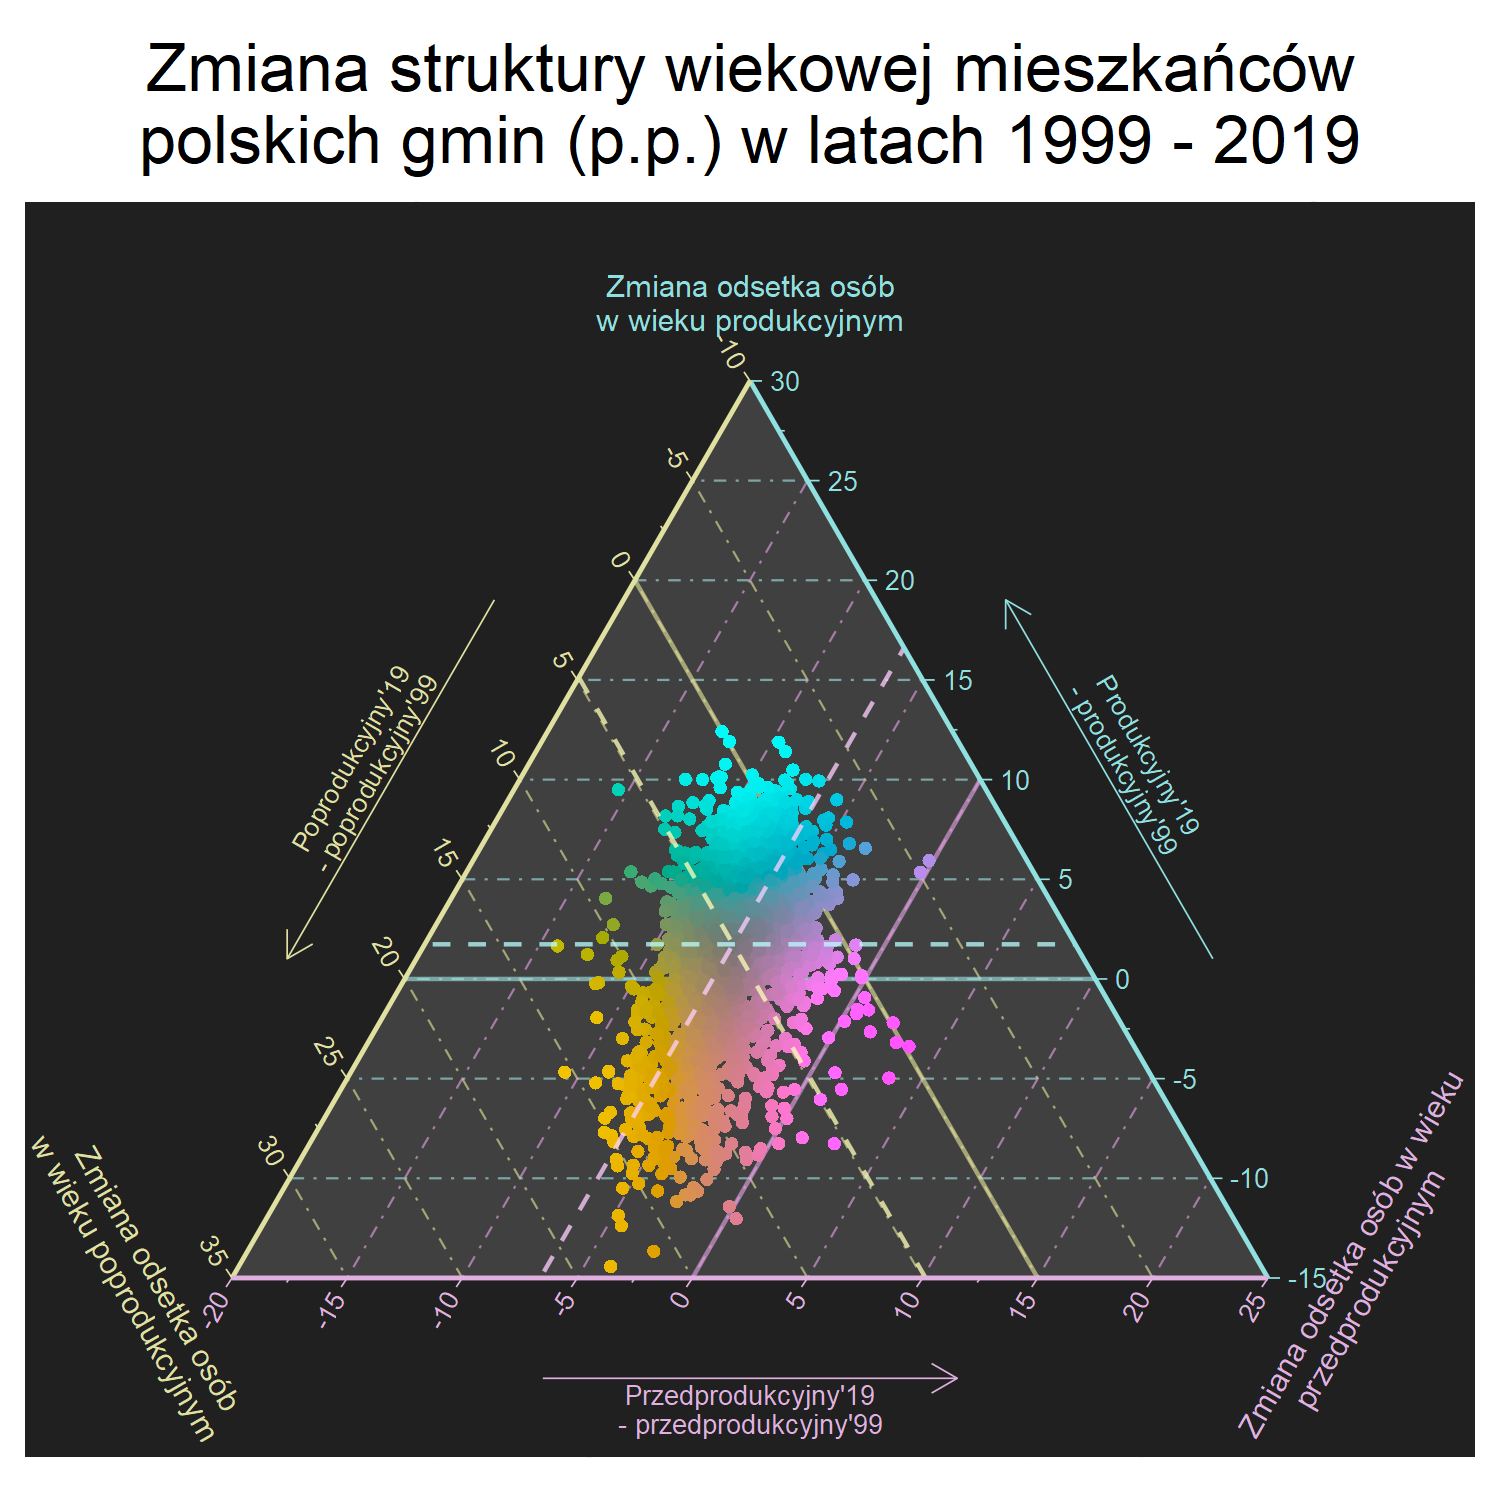 Zmiana struktury wiekowej mieszkańców
polskich gmin (p.p.) w latach 1999 - 2019
Zmiana odsetka osób
w wieku produkcyjnym
-10
-5
0
5
10
15
20
25
30
35
30
25
20
15
10
5
0
-5
-10
-15
Poprodukcyjny'19
- poprodukcyjny'99
Produkcyjny'19
- produkcyjny'99
Zmiana odsetka osób
w wieku poprodukcyjnym
Zmiana odsetka osób w wieku
przedprodukcyjnym
-20
-15
-10
-5
0
5
10
15
20
25
Przedprodukcyjny'19
- przedprodukcyjny'99